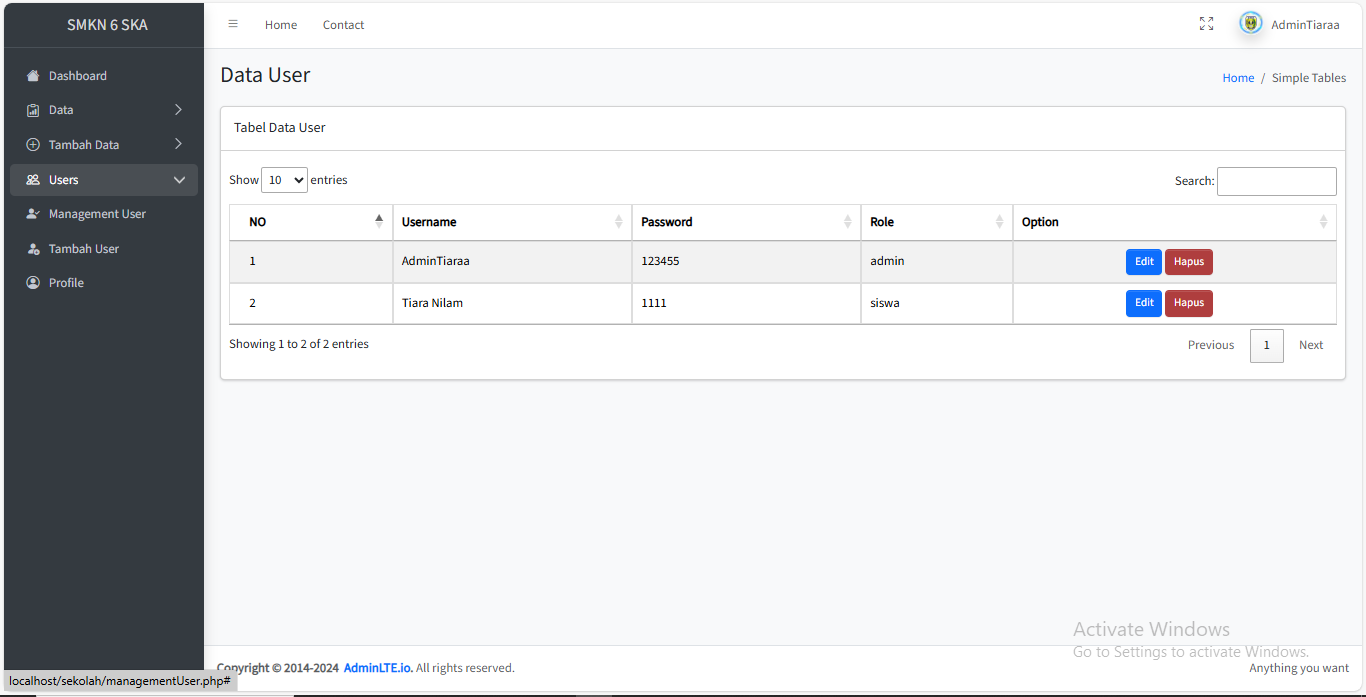 SMKN 6 SKA
Home Contact
AdminTiaraa
Dashboard
Data
Tambah Data
Users
Management User
Tambah User
Profile
Data User
Home / Simple Tables
Tabel Data User
Show 10 entries
Search:
NO Username Password Role Option
1 AdminTiaraa 123455 admin Edit Hapus
2 Tiara Nilam 1111 siswa Edit Hapus
Showing 1 to 2 of 2 entries
Previous 1 Next
Activate Windows
Go to Settings to activate Windows.
Copyright © 2014-2024 AdminLTE.io. All rights reserved.
Anything you want
localhost/sekolah/managementUser.php#